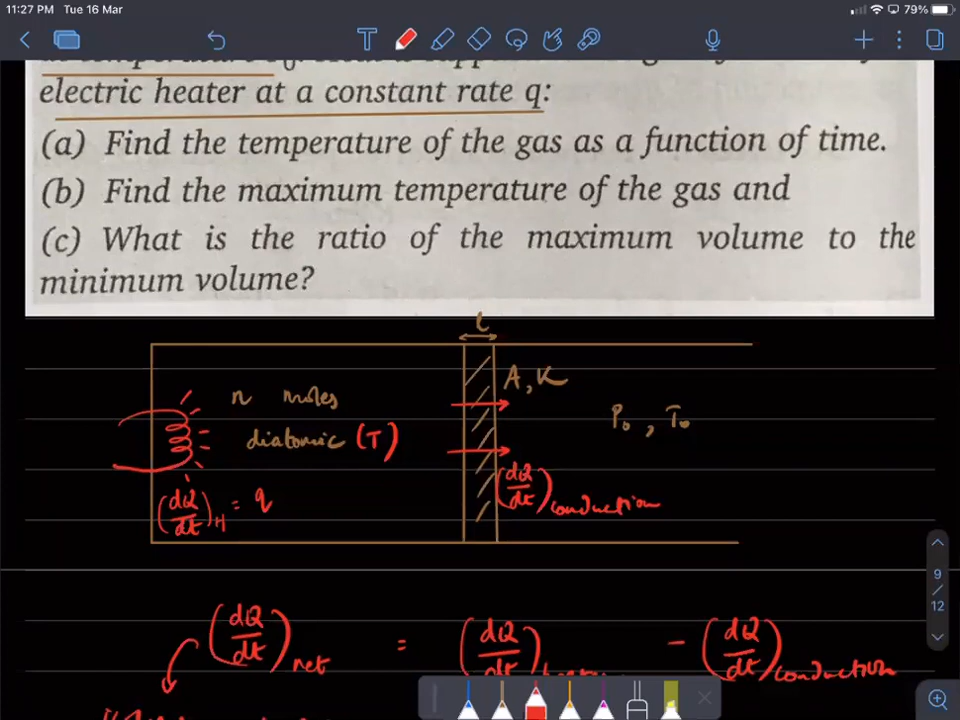 11:27 PM Tue 16 Mar
79%
electric heater at a constant rate q:
(a) Find the temperature of the gas as a function of time.
(b) Find the maximum temperature of the gas and
(c) What is the ratio of the maximum volume to the
minimum volume?
l
A, K
n moles
diatomic (T)
P₀, T₀
(dQ/dt)H = q
(dQ/dt)conduction
(dQ/dt)net = (dQ/dt) - (dQ/dt)conduction
9
/
12